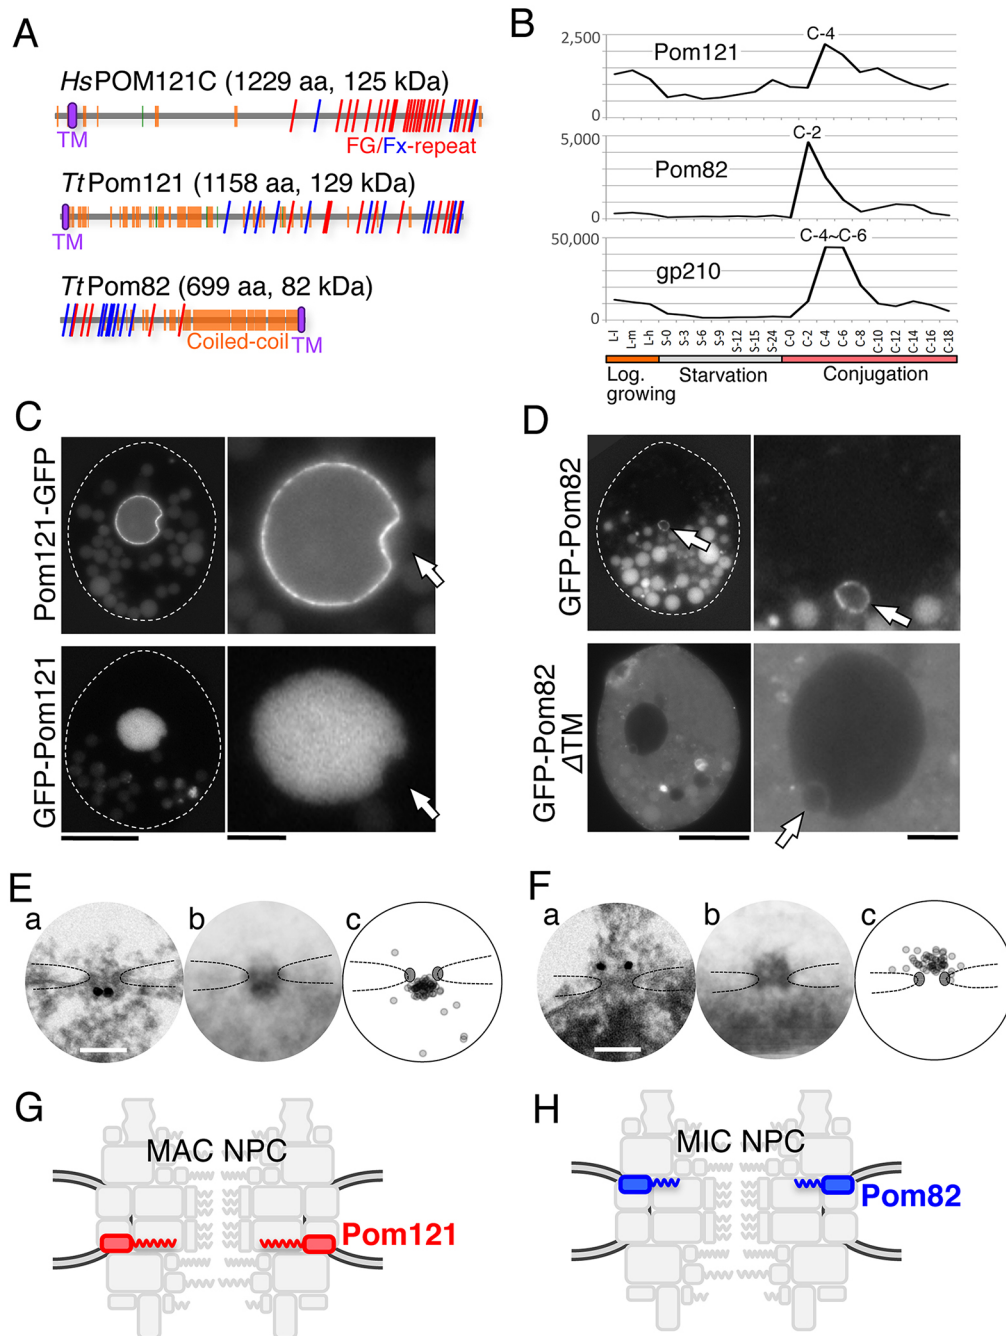 A
HsPOM121C (1229 aa, 125 kDa)
TM
FG/Fx-repeat
TtPom121 (1158 aa, 129 kDa)
TM
TtPom82 (699 aa, 82 kDa)
Coiled-coil
TM
B
2,500
0
Pom121
C-4
5,000
0
Pom82
C-2
50,000
0
gp210
C-4~C-6
L-l
L-m
L-h
S-0
S-3
S-6
S-9
S-12
S-15
S-24
C-0
C-2
C-4
C-6
C-8
C-10
C-12
C-14
C-16
C-18
Log.
growing
Starvation
Conjugation
C
Pom121-GFP
GFP-Pom121
D
GFP-Pom82
GFP-Pom82
ΔTM
E
a
b
c
F
a
b
c
G
MAC NPC
Pom121
H
MIC NPC
Pom82